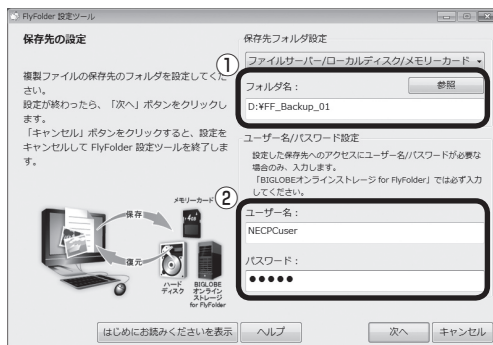 FlyFolder 設定ツール
保存先の設定
複製ファイルの保存先のフォルダを設定してくだ
さい。
設定が終わったら、「次へ」ボタンをクリックし
ます。
「キャンセル」ボタンをクリックすると、設定を
キャンセルして FlyFolder 設定ツールを終了しま
す。
保存
復元
メモリーカード
4GB
ハード
ディスク
BIGLOBE
オンライン
ストレージ
for FlyFolder
保存先フォルダ設定
ファイルサーバー/ローカルディスク/メモリーカード
①
フォルダ名：
参照
D:¥FF_Backup_01
ユーザー名/パスワード設定
設定した保存先へのアクセスにユーザー名/パスワードが必要な
場合のみ、入力します。
「BIGLOBEオンラインストレージ for FlyFolder」では必ず入力
してください。
②
ユーザー名：
NECPCuser
パスワード：
●●●●●
はじめにお読みくださいを表示
ヘルプ
次へ
キャンセル